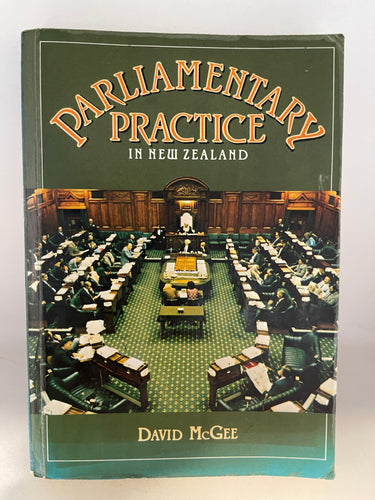 PARLIAMENTARY
PRACTICE
IN NEW ZEALAND
DAVID McGEE